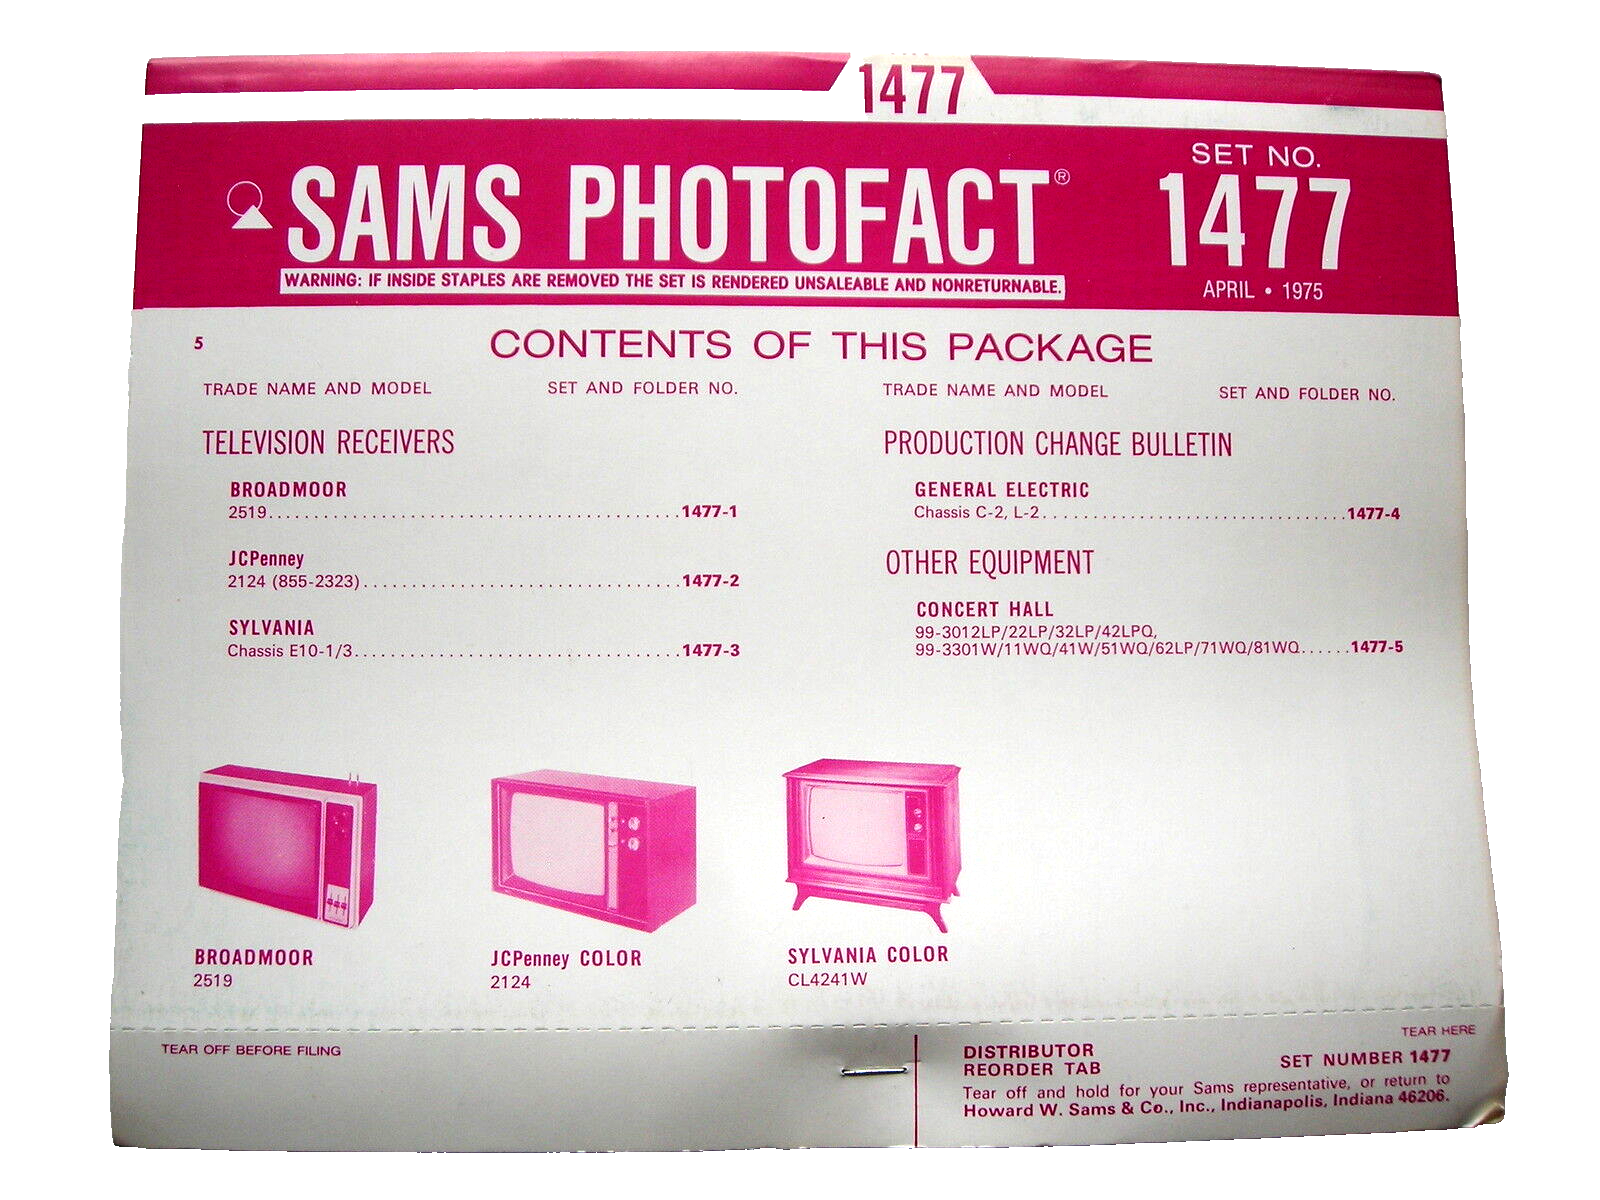 1477
SAMS PHOTOFACT®
WARNING: IF INSIDE STAPLES ARE REMOVED THE SET IS RENDERED UNSALEABLE AND NONRETURNABLE.
SET NO.
1477
APRIL • 1975
5
CONTENTS OF THIS PACKAGE
TRADE NAME AND MODEL SET AND FOLDER NO.
TELEVISION RECEIVERS
BROADMOOR
2519........................................1477-1
JCPenney
2124 (855-2323)...............................1477-2
SYLVANIA
Chassis E10-1/3................................1477-3
TRADE NAME AND MODEL SET AND FOLDER NO.
PRODUCTION CHANGE BULLETIN
GENERAL ELECTRIC
Chassis C-2, L-2..............................1477-4
OTHER EQUIPMENT
CONCERT HALL
99-3012LP/22LP/32LP/42LPQ,
99-3301W/11WQ/41W/51WQ/62LP/71WQ/81WQ......1477-5
BROADMOOR
2519
JCPenney COLOR
2124
SYLVANIA COLOR
CL4241W
TEAR HERE
TEAR OFF BEFORE FILING
DISTRIBUTOR
REORDER TAB
SET NUMBER 1477
Tear off and hold for your Sams representative, or return to
Howard W. Sams & Co., Inc., Indianapolis, Indiana 46206.